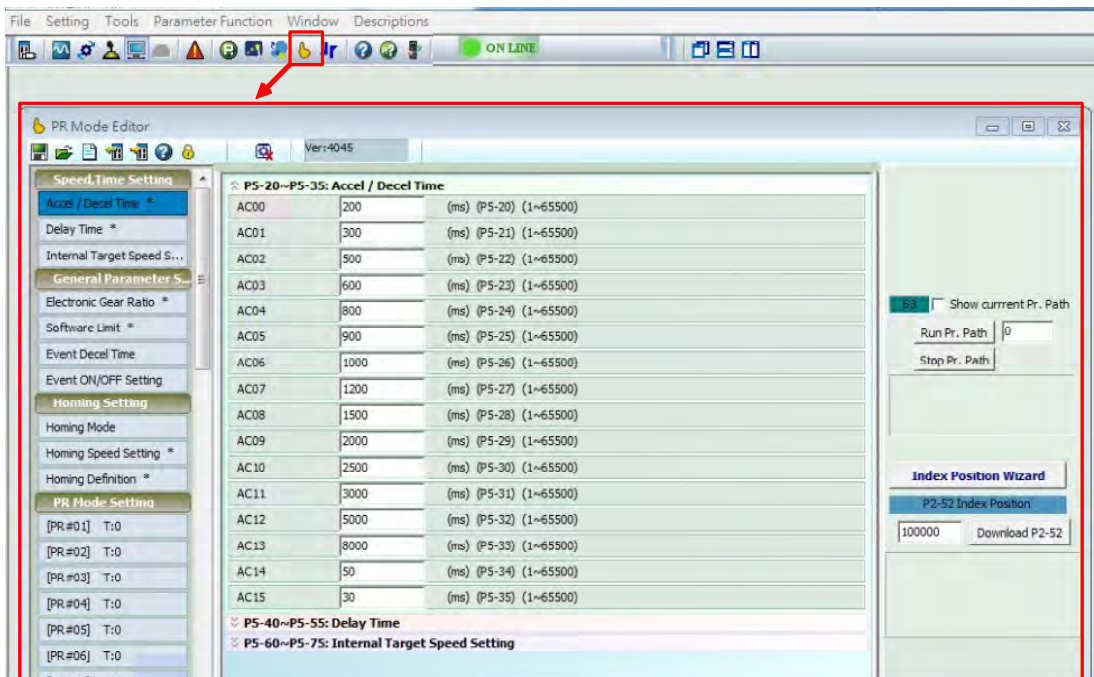 File Setting Tools Parameter Function Window Descriptions
ON LINE
PR Mode Editor
Ver:4045
Speed,Time Setting
Accel / Decel Time *
Delay Time *
Internal Target Speed S...
General Parameter S...
Electronic Gear Ratio *
Software Limit *
Event Decel Time
Event ON/OFF Setting
Homing Setting
Homing Mode
Homing Speed Setting *
Homing Definition *
PR Mode Setting
[PR#01] T:0
[PR#02] T:0
[PR#03] T:0
[PR#04] T:0
[PR#05] T:0
[PR#06] T:0
P5-20~P5-35: Accel / Decel Time
AC00 200 (ms) (P5-20) (1~65500)
AC01 300 (ms) (P5-21) (1~65500)
AC02 500 (ms) (P5-22) (1~65500)
AC03 600 (ms) (P5-23) (1~65500)
AC04 800 (ms) (P5-24) (1~65500)
AC05 900 (ms) (P5-25) (1~65500)
AC06 1000 (ms) (P5-26) (1~65500)
AC07 1200 (ms) (P5-27) (1~65500)
AC08 1500 (ms) (P5-28) (1~65500)
AC09 2000 (ms) (P5-29) (1~65500)
AC10 2500 (ms) (P5-30) (1~65500)
AC11 3000 (ms) (P5-31) (1~65500)
AC12 5000 (ms) (P5-32) (1~65500)
AC13 8000 (ms) (P5-33) (1~65500)
AC14 50 (ms) (P5-34) (1~65500)
AC15 30 (ms) (P5-35) (1~65500)
P5-40~P5-55: Delay Time
P5-60~P5-75: Internal Target Speed Setting
Show currrent Pr. Path
Run Pr. Path 0
Stop Pr. Path
Index Position Wizard
P2-52 Index Position
100000 Download P2-52